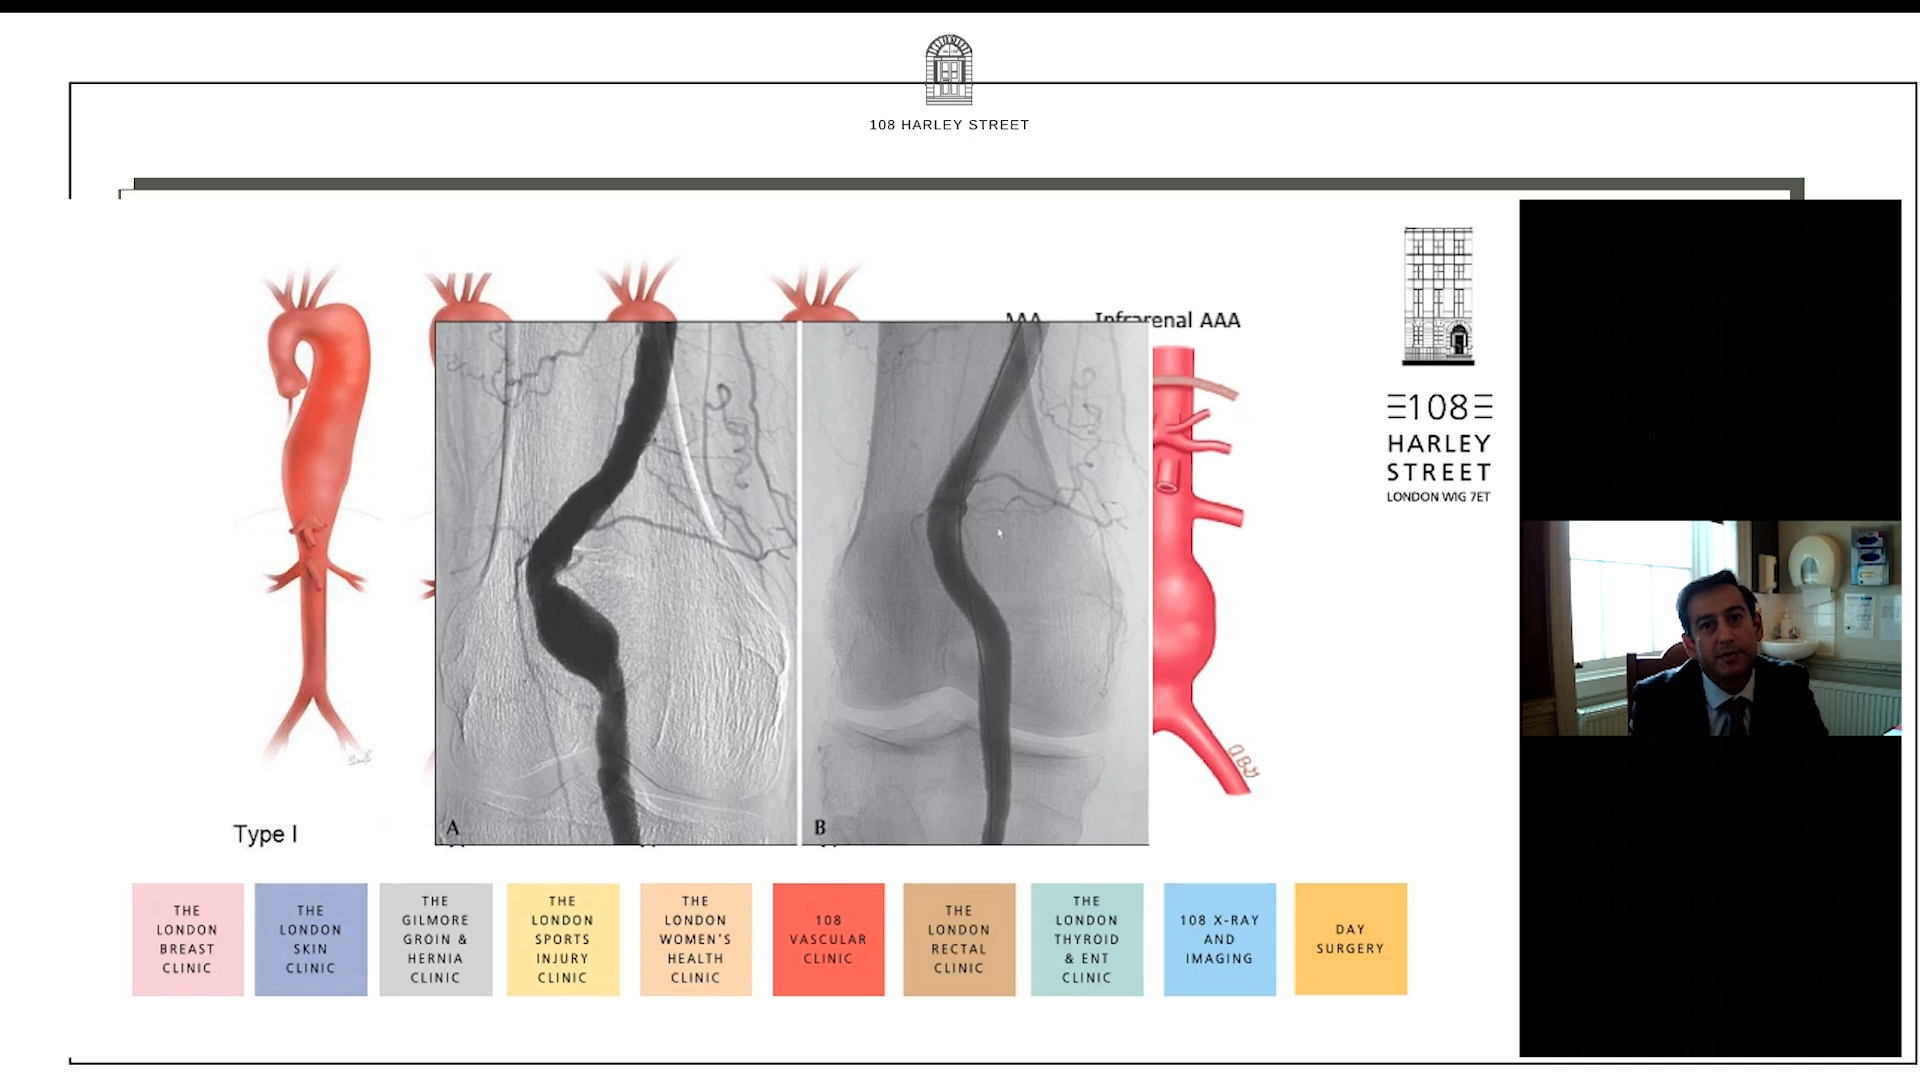 108 HARLEY STREET
Infrarenal AAA
108
HARLEY
STREET
LONDON W1G 7ET
Type I
A
B
THE
LONDON
BREAST
CLINIC
THE
LONDON
SKIN
CLINIC
THE
GILMORE
GROIN &
HERNIA
CLINIC
THE
LONDON
SPORTS
INJURY
CLINIC
THE
LONDON
WOMEN'S
HEALTH
CLINIC
108
VASCULAR
CLINIC
THE
LONDON
RECTAL
CLINIC
THE
LONDON
THYROID
& ENT
CLINIC
108 X-RAY
AND
IMAGING
DAY
SURGERY